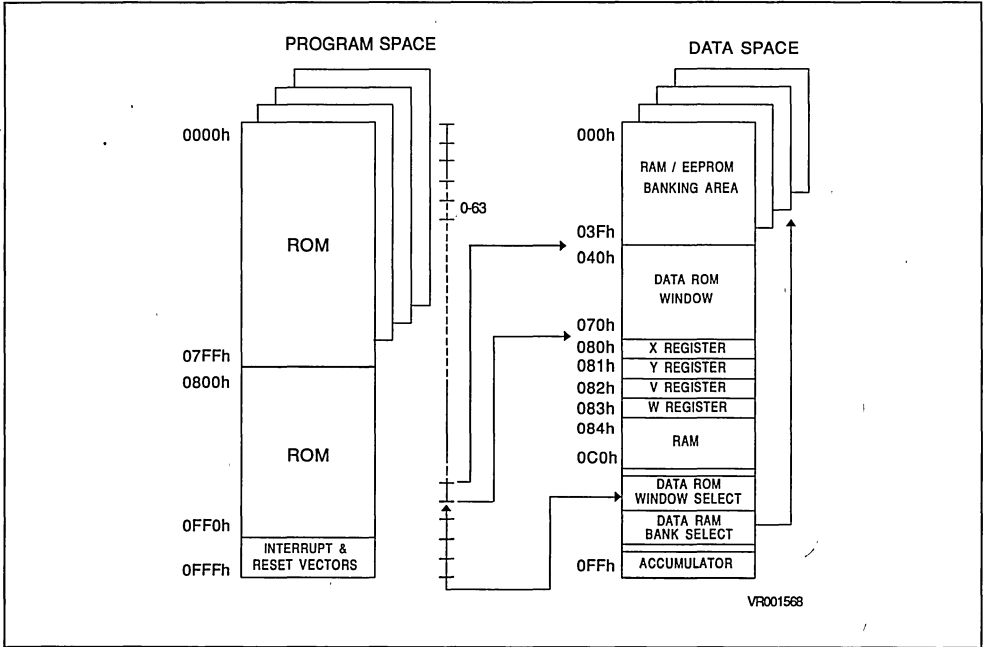 PROGRAM SPACE
0000h
ROM
07FFh
0800h
ROM
0FF0h
INTERRUPT &
RESET VECTORS
0FFFh
0-63
DATA SPACE
000h
RAM / EEPROM
BANKING AREA
03Fh
040h
DATA ROM
WINDOW
070h
080h
X REGISTER
081h
Y REGISTER
082h
V REGISTER
083h
W REGISTER
084h
RAM
0C0h
DATA ROM
WINDOW SELECT
DATA RAM
BANK SELECT
0FFh
ACCUMULATOR
VR001568